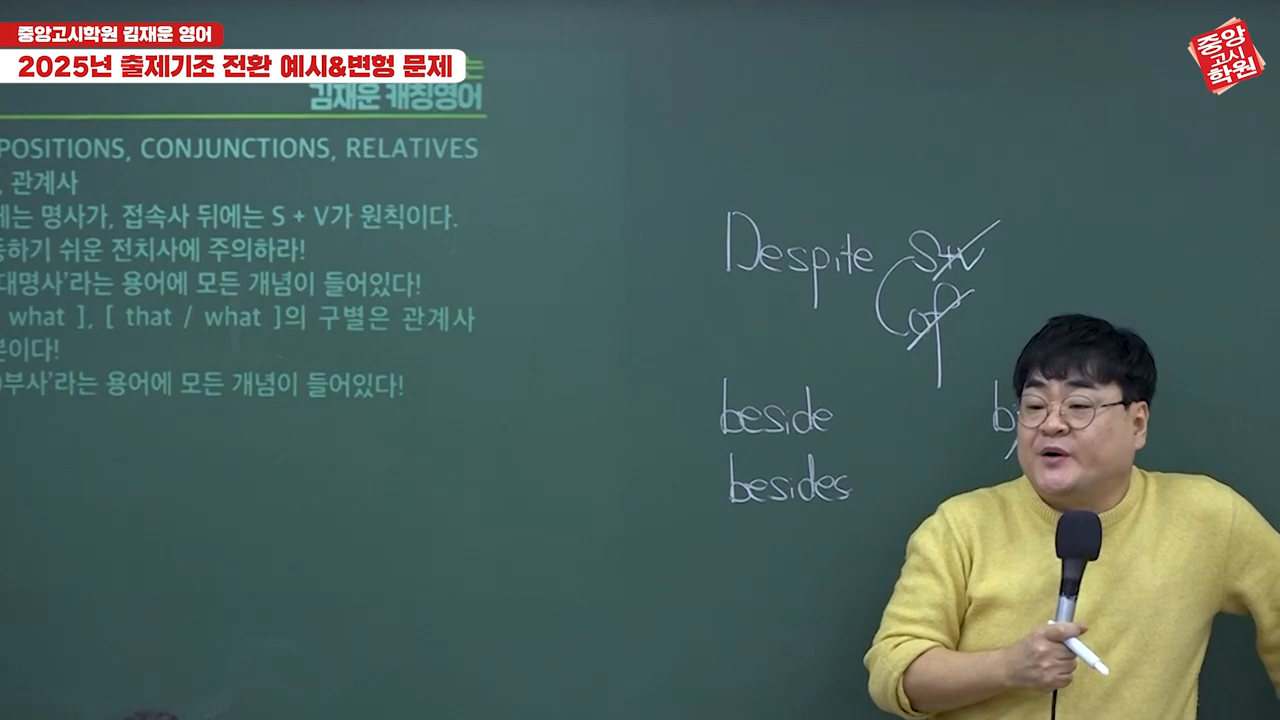 중앙고시학원 김재운 영어
2025년 출제기조 전환 예시&변형 문제
중앙
고시
학원
는
김재운 캐칭영어
POSITIONS, CONJUNCTIONS, RELATIVES
, 관계사
에는 명사가, 접속사 뒤에는 S + V가 원칙이다.
동하기 쉬운 전치사에 주의하라!
대명사'라는 용어에 모든 개념이 들어있다!
what ], [ that / what ]의 구별은 관계사
분이다!
부사'라는 용어에 모든 개념이 들어있다!
Despite S+V
of
beside
b
besides